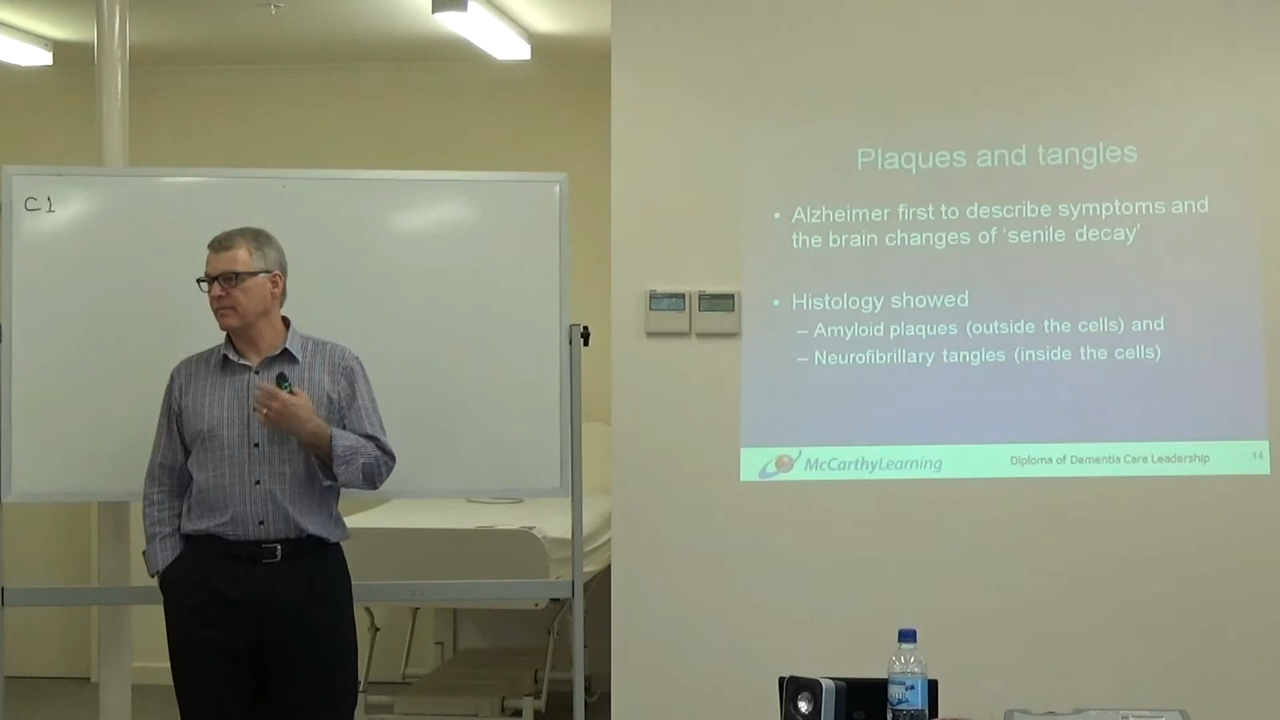 C1
Plaques and tangles
• Alzheimer first to describe symptoms and
the brain changes of 'senile decay'
• Histology showed
– Amyloid plaques (outside the cells) and
– Neurofibrillary tangles (inside the cells)
McCarthyLearning
Diploma of Dementia Care Leadership
14